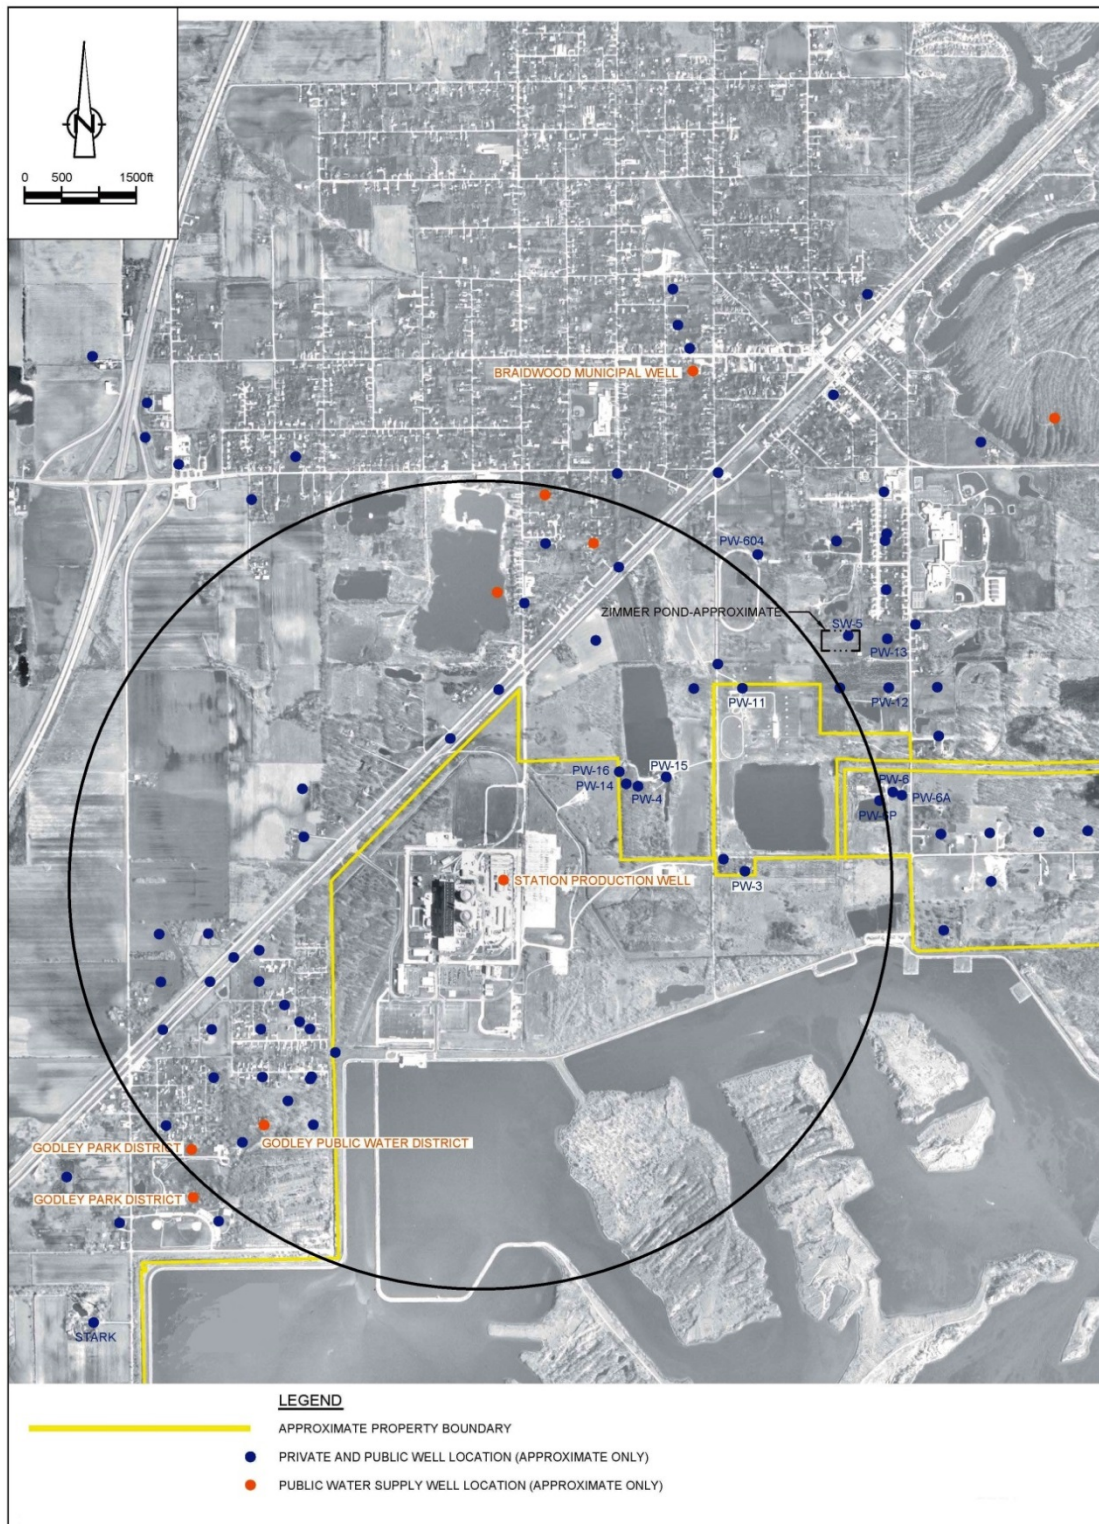 N
0 500 1500ft
BRAIDWOOD MUNICIPAL WELL
PW-604
ZIMMER POND-APPROXIMATE
SW-5
PW-13
PW-11
PW-12
PW-16
PW-15
PW-14
PW-4
PW-6
PW-6A
PW-6P
PW-3
STATION PRODUCTION WELL
GODLEY PUBLIC WATER DISTRICT
GODLEY PARK DISTRICT
GODLEY PARK DISTRICT
STARK
LEGEND
APPROXIMATE PROPERTY BOUNDARY
PRIVATE AND PUBLIC WELL LOCATION (APPROXIMATE ONLY)
PUBLIC WATER SUPPLY WELL LOCATION (APPROXIMATE ONLY)